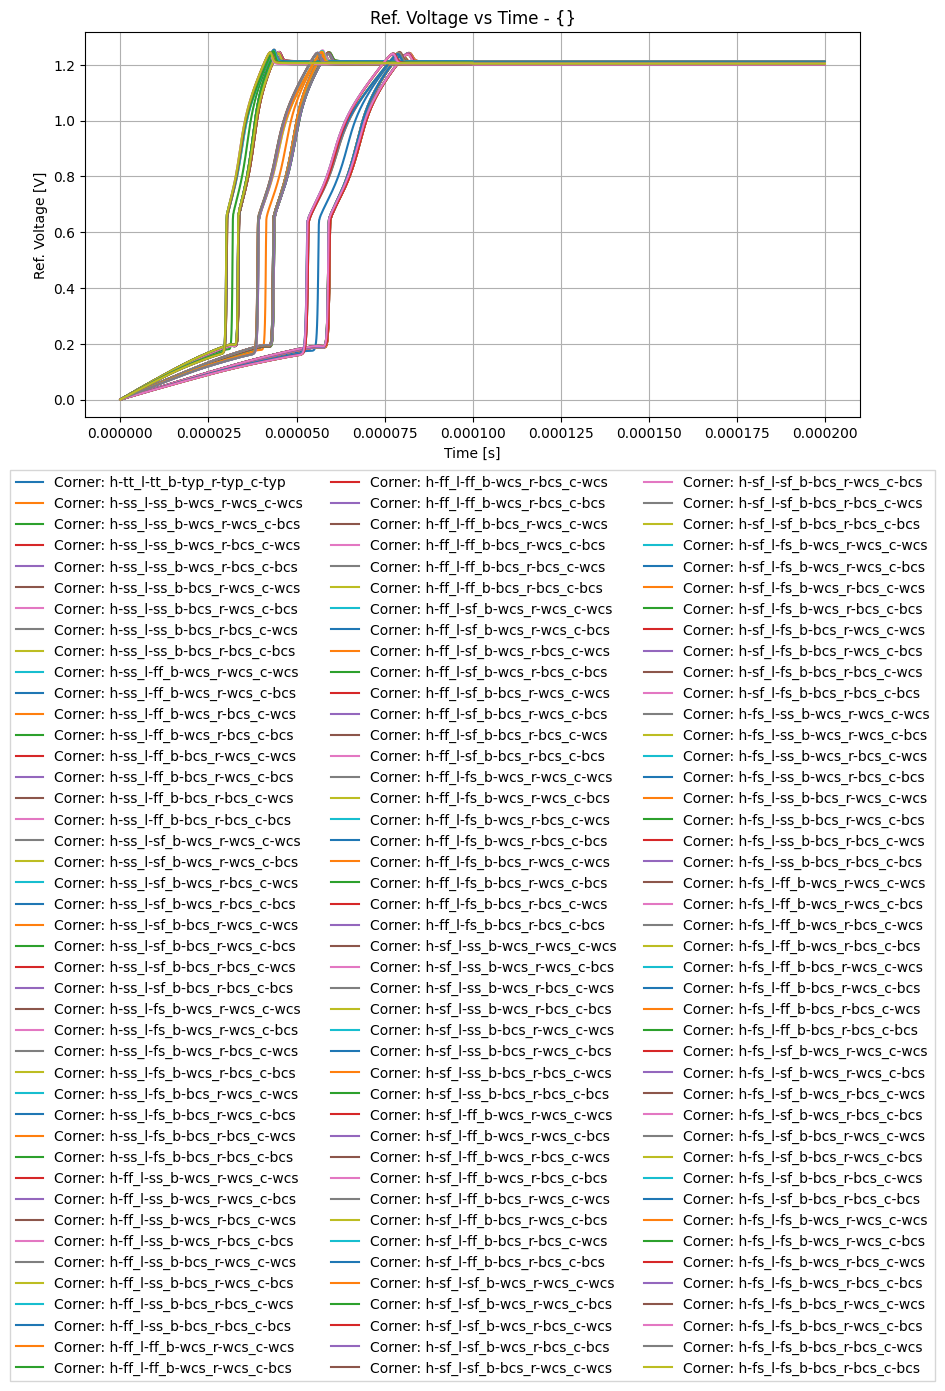 Ref. Voltage vs Time - {}
Ref. Voltage [V]
1.2
1.0
0.8
0.6
0.4
0.2
0.0
0.000000 0.000025 0.000050 0.000075 0.000100 0.000125 0.000150 0.000175 0.000200
Time [s]
Corner: h-tt_l-tt_b-typ_r-typ_c-typ
Corner: h-ss_l-ss_b-wcs_r-wcs_c-wcs
Corner: h-ss_l-ss_b-wcs_r-wcs_c-bcs
Corner: h-ss_l-ss_b-wcs_r-bcs_c-wcs
Corner: h-ss_l-ss_b-wcs_r-bcs_c-bcs
Corner: h-ss_l-ss_b-bcs_r-wcs_c-wcs
Corner: h-ss_l-ss_b-bcs_r-wcs_c-bcs
Corner: h-ss_l-ss_b-bcs_r-bcs_c-wcs
Corner: h-ss_l-ss_b-bcs_r-bcs_c-bcs
Corner: h-ss_l-ff_b-wcs_r-wcs_c-wcs
Corner: h-ss_l-ff_b-wcs_r-wcs_c-bcs
Corner: h-ss_l-ff_b-wcs_r-bcs_c-wcs
Corner: h-ss_l-ff_b-wcs_r-bcs_c-bcs
Corner: h-ss_l-ff_b-bcs_r-wcs_c-wcs
Corner: h-ss_l-ff_b-bcs_r-wcs_c-bcs
Corner: h-ss_l-ff_b-bcs_r-bcs_c-wcs
Corner: h-ss_l-ff_b-bcs_r-bcs_c-bcs
Corner: h-ss_l-sf_b-wcs_r-wcs_c-wcs
Corner: h-ss_l-sf_b-wcs_r-wcs_c-bcs
Corner: h-ss_l-sf_b-wcs_r-bcs_c-wcs
Corner: h-ss_l-sf_b-wcs_r-bcs_c-bcs
Corner: h-ss_l-sf_b-bcs_r-wcs_c-wcs
Corner: h-ss_l-sf_b-bcs_r-wcs_c-bcs
Corner: h-ss_l-sf_b-bcs_r-bcs_c-wcs
Corner: h-ss_l-sf_b-bcs_r-bcs_c-bcs
Corner: h-ss_l-fs_b-wcs_r-wcs_c-wcs
Corner: h-ss_l-fs_b-wcs_r-wcs_c-bcs
Corner: h-ss_l-fs_b-wcs_r-bcs_c-wcs
Corner: h-ss_l-fs_b-wcs_r-bcs_c-bcs
Corner: h-ss_l-fs_b-bcs_r-wcs_c-wcs
Corner: h-ss_l-fs_b-bcs_r-wcs_c-bcs
Corner: h-ss_l-fs_b-bcs_r-bcs_c-wcs
Corner: h-ss_l-fs_b-bcs_r-bcs_c-bcs
Corner: h-ff_l-ss_b-wcs_r-wcs_c-wcs
Corner: h-ff_l-ss_b-wcs_r-wcs_c-bcs
Corner: h-ff_l-ss_b-wcs_r-bcs_c-wcs
Corner: h-ff_l-ss_b-wcs_r-bcs_c-bcs
Corner: h-ff_l-ss_b-bcs_r-wcs_c-wcs
Corner: h-ff_l-ss_b-bcs_r-wcs_c-bcs
Corner: h-ff_l-ss_b-bcs_r-bcs_c-wcs
Corner: h-ff_l-ss_b-bcs_r-bcs_c-bcs
Corner: h-ff_l-ff_b-wcs_r-wcs_c-wcs
Corner: h-ff_l-ff_b-wcs_r-wcs_c-bcs
Corner: h-ff_l-ff_b-wcs_r-bcs_c-wcs
Corner: h-ff_l-ff_b-wcs_r-bcs_c-bcs
Corner: h-ff_l-ff_b-bcs_r-wcs_c-wcs
Corner: h-ff_l-ff_b-bcs_r-wcs_c-bcs
Corner: h-ff_l-ff_b-bcs_r-bcs_c-wcs
Corner: h-ff_l-ff_b-bcs_r-bcs_c-bcs
Corner: h-ff_l-sf_b-wcs_r-wcs_c-wcs
Corner: h-ff_l-sf_b-wcs_r-wcs_c-bcs
Corner: h-ff_l-sf_b-wcs_r-bcs_c-wcs
Corner: h-ff_l-sf_b-wcs_r-bcs_c-bcs
Corner: h-ff_l-sf_b-bcs_r-wcs_c-wcs
Corner: h-ff_l-sf_b-bcs_r-wcs_c-bcs
Corner: h-ff_l-sf_b-bcs_r-bcs_c-wcs
Corner: h-ff_l-sf_b-bcs_r-bcs_c-bcs
Corner: h-ff_l-fs_b-wcs_r-wcs_c-wcs
Corner: h-ff_l-fs_b-wcs_r-wcs_c-bcs
Corner: h-ff_l-fs_b-wcs_r-bcs_c-wcs
Corner: h-ff_l-fs_b-wcs_r-bcs_c-bcs
Corner: h-ff_l-fs_b-bcs_r-wcs_c-wcs
Corner: h-ff_l-fs_b-bcs_r-wcs_c-bcs
Corner: h-ff_l-fs_b-bcs_r-bcs_c-wcs
Corner: h-ff_l-fs_b-bcs_r-bcs_c-bcs
Corner: h-sf_l-ss_b-wcs_r-wcs_c-wcs
Corner: h-sf_l-ss_b-wcs_r-wcs_c-bcs
Corner: h-sf_l-ss_b-wcs_r-bcs_c-wcs
Corner: h-sf_l-ss_b-wcs_r-bcs_c-bcs
Corner: h-sf_l-ss_b-bcs_r-wcs_c-wcs
Corner: h-sf_l-ss_b-bcs_r-wcs_c-bcs
Corner: h-sf_l-ss_b-bcs_r-bcs_c-wcs
Corner: h-sf_l-ss_b-bcs_r-bcs_c-bcs
Corner: h-sf_l-ff_b-wcs_r-wcs_c-wcs
Corner: h-sf_l-ff_b-wcs_r-wcs_c-bcs
Corner: h-sf_l-ff_b-wcs_r-bcs_c-wcs
Corner: h-sf_l-ff_b-wcs_r-bcs_c-bcs
Corner: h-sf_l-ff_b-bcs_r-wcs_c-wcs
Corner: h-sf_l-ff_b-bcs_r-wcs_c-bcs
Corner: h-sf_l-ff_b-bcs_r-bcs_c-wcs
Corner: h-sf_l-ff_b-bcs_r-bcs_c-bcs
Corner: h-sf_l-sf_b-wcs_r-wcs_c-wcs
Corner: h-sf_l-sf_b-wcs_r-wcs_c-bcs
Corner: h-sf_l-sf_b-wcs_r-bcs_c-wcs
Corner: h-sf_l-sf_b-wcs_r-bcs_c-bcs
Corner: h-sf_l-sf_b-bcs_r-wcs_c-wcs
Corner: h-sf_l-sf_b-bcs_r-wcs_c-bcs
Corner: h-sf_l-sf_b-bcs_r-bcs_c-wcs
Corner: h-sf_l-sf_b-bcs_r-bcs_c-bcs
Corner: h-sf_l-fs_b-wcs_r-wcs_c-wcs
Corner: h-sf_l-fs_b-wcs_r-wcs_c-bcs
Corner: h-sf_l-fs_b-wcs_r-bcs_c-wcs
Corner: h-sf_l-fs_b-wcs_r-bcs_c-bcs
Corner: h-sf_l-fs_b-bcs_r-wcs_c-wcs
Corner: h-sf_l-fs_b-bcs_r-wcs_c-bcs
Corner: h-sf_l-fs_b-bcs_r-bcs_c-wcs
Corner: h-sf_l-fs_b-bcs_r-bcs_c-bcs
Corner: h-fs_l-ss_b-wcs_r-wcs_c-wcs
Corner: h-fs_l-ss_b-wcs_r-wcs_c-bcs
Corner: h-fs_l-ss_b-wcs_r-bcs_c-wcs
Corner: h-fs_l-ss_b-wcs_r-bcs_c-bcs
Corner: h-fs_l-ss_b-bcs_r-wcs_c-wcs
Corner: h-fs_l-ss_b-bcs_r-wcs_c-bcs
Corner: h-fs_l-ss_b-bcs_r-bcs_c-wcs
Corner: h-fs_l-ss_b-bcs_r-bcs_c-bcs
Corner: h-fs_l-ff_b-wcs_r-wcs_c-wcs
Corner: h-fs_l-ff_b-wcs_r-wcs_c-bcs
Corner: h-fs_l-ff_b-wcs_r-bcs_c-wcs
Corner: h-fs_l-ff_b-wcs_r-bcs_c-bcs
Corner: h-fs_l-ff_b-bcs_r-wcs_c-wcs
Corner: h-fs_l-ff_b-bcs_r-wcs_c-bcs
Corner: h-fs_l-ff_b-bcs_r-bcs_c-wcs
Corner: h-fs_l-ff_b-bcs_r-bcs_c-bcs
Corner: h-fs_l-sf_b-wcs_r-wcs_c-wcs
Corner: h-fs_l-sf_b-wcs_r-wcs_c-bcs
Corner: h-fs_l-sf_b-wcs_r-bcs_c-wcs
Corner: h-fs_l-sf_b-wcs_r-bcs_c-bcs
Corner: h-fs_l-sf_b-bcs_r-wcs_c-wcs
Corner: h-fs_l-sf_b-bcs_r-wcs_c-bcs
Corner: h-fs_l-sf_b-bcs_r-bcs_c-wcs
Corner: h-fs_l-sf_b-bcs_r-bcs_c-bcs
Corner: h-fs_l-fs_b-wcs_r-wcs_c-wcs
Corner: h-fs_l-fs_b-wcs_r-wcs_c-bcs
Corner: h-fs_l-fs_b-wcs_r-bcs_c-wcs
Corner: h-fs_l-fs_b-wcs_r-bcs_c-bcs
Corner: h-fs_l-fs_b-bcs_r-wcs_c-wcs
Corner: h-fs_l-fs_b-bcs_r-wcs_c-bcs
Corner: h-fs_l-fs_b-bcs_r-bcs_c-wcs
Corner: h-fs_l-fs_b-bcs_r-bcs_c-bcs